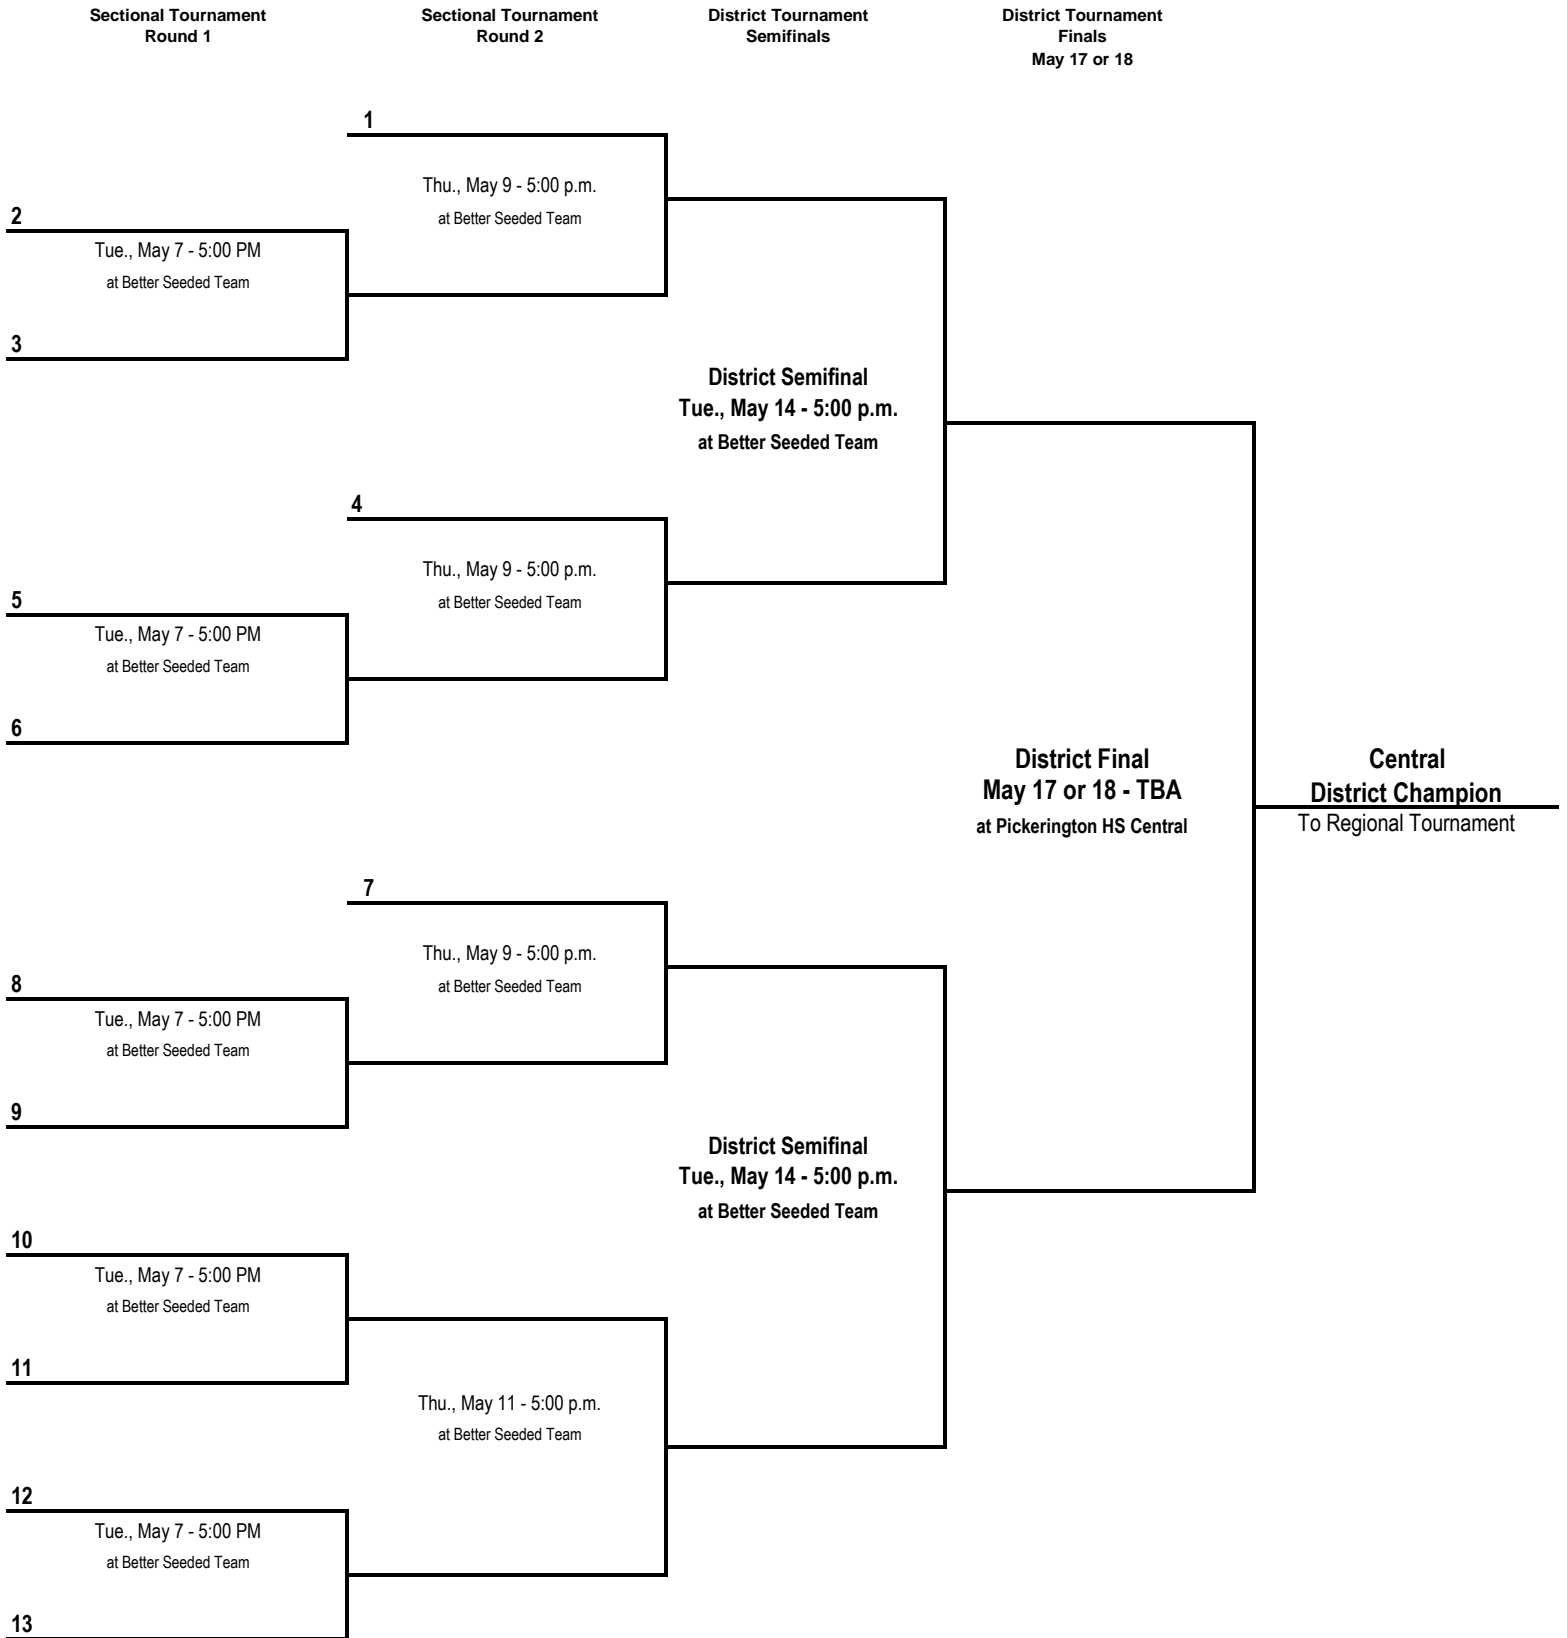 Sectional Tournament
Round 1
Sectional Tournament
Round 2
District Tournament
Semifinals
District Tournament
Finals
May 17 or 18
1
Thu., May 9 - 5:00 p.m.
at Better Seeded Team
2
Tue., May 7 - 5:00 PM
at Better Seeded Team
3
District Semifinal
Tue., May 14 - 5:00 p.m.
at Better Seeded Team
4
Thu., May 9 - 5:00 p.m.
at Better Seeded Team
5
Tue., May 7 - 5:00 PM
at Better Seeded Team
6
District Final
May 17 or 18 - TBA
at Pickerington HS Central
Central
District Champion
To Regional Tournament
7
Thu., May 9 - 5:00 p.m.
at Better Seeded Team
8
Tue., May 7 - 5:00 PM
at Better Seeded Team
9
District Semifinal
Tue., May 14 - 5:00 p.m.
at Better Seeded Team
10
Tue., May 7 - 5:00 PM
at Better Seeded Team
11
Thu., May 11 - 5:00 p.m.
at Better Seeded Team
12
Tue., May 7 - 5:00 PM
at Better Seeded Team
13